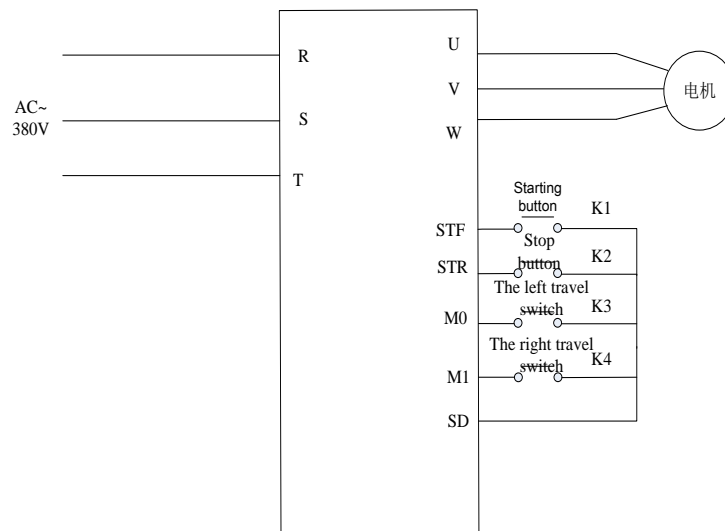 R
S
T
AC~
380V
U
V
W
电机
STF
STR
M0
M1
SD
Starting
button
K1
Stop
button
K2
The left travel
switch
K3
The right travel
switch
K4